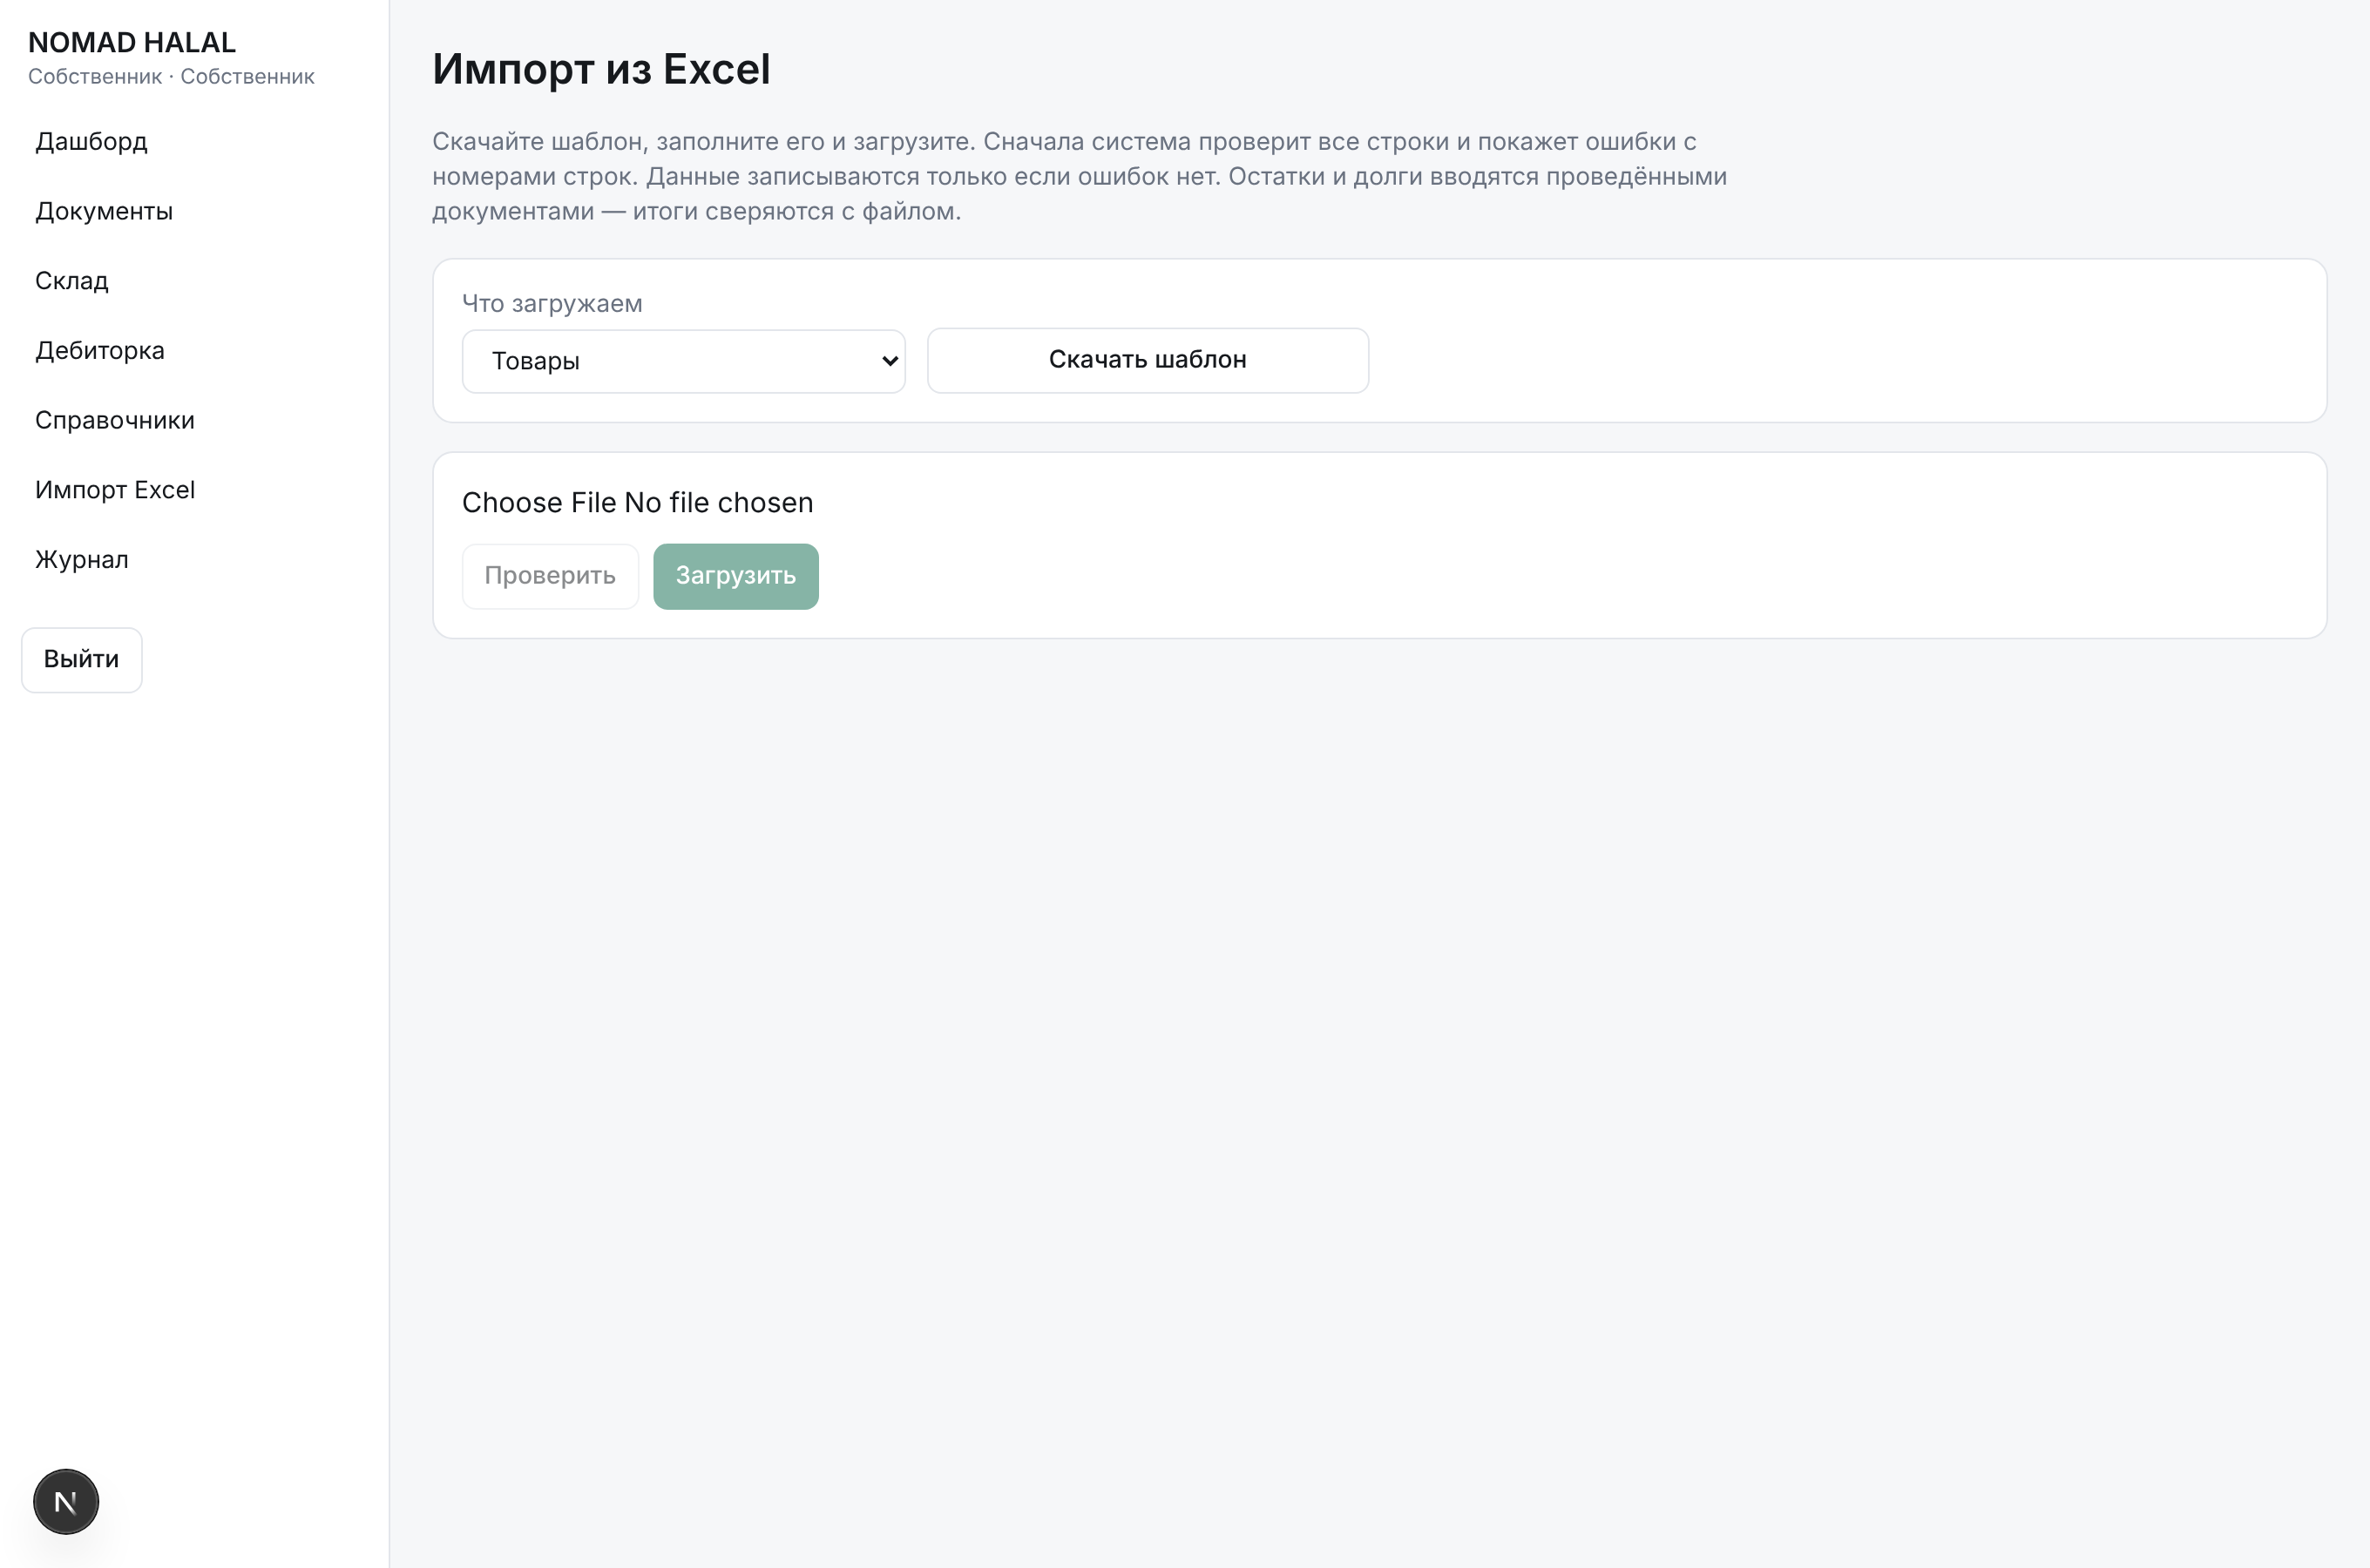 NOMAD HALAL
Собственник · Собственник
Дашборд
Документы
Склад
Дебиторка
Справочники
Импорт Excel
Журнал
Выйти
N
Импорт из Excel
Скачайте шаблон, заполните его и загрузите. Сначала система проверит все строки и покажет ошибки с
номерами строк. Данные записываются только если ошибок нет. Остатки и долги вводятся проведёнными
документами — итоги сверяются с файлом.
Что загружаем
Товары
Скачать шаблон
Choose File No file chosen
Проверить
Загрузить